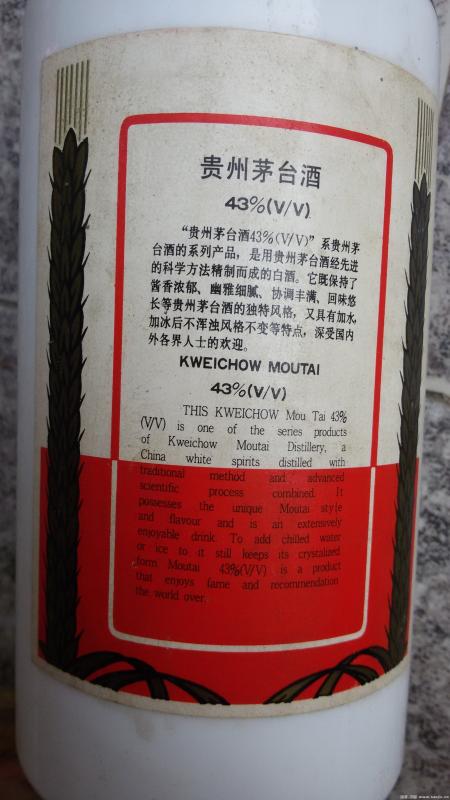 贵州茅台酒
43%(V/V)
“贵州茅台酒43%(V/V)”系贵州茅
台酒的系列产品，是用贵州茅台酒经先进
的科学方法精制而成的白酒。它既保持了
酱香浓郁、幽雅细腻、协调丰满、回味悠
长等贵州茅台酒的独特风格，又具有加水、
加冰后不浑浊风格不变等特点，深受国内
外各界人士的欢迎。
KWEICHOW MOUTAI
43%(V/V)
THIS KWEICHOW Mou Tai 43%
(V/V) is one of the series products
of Kweichow Moutai Distillery, a
China white spirits distilled with
traditional method and advanced
scientific process combined. It
possesses the unique Moutai style
and flavour and is an extensively
enjoyable drink. To add chilled water
or ice to it still keeps its crystalized
form Moutai 43%(V/V) is a product
that enjoys fame and recommendation
the world over.